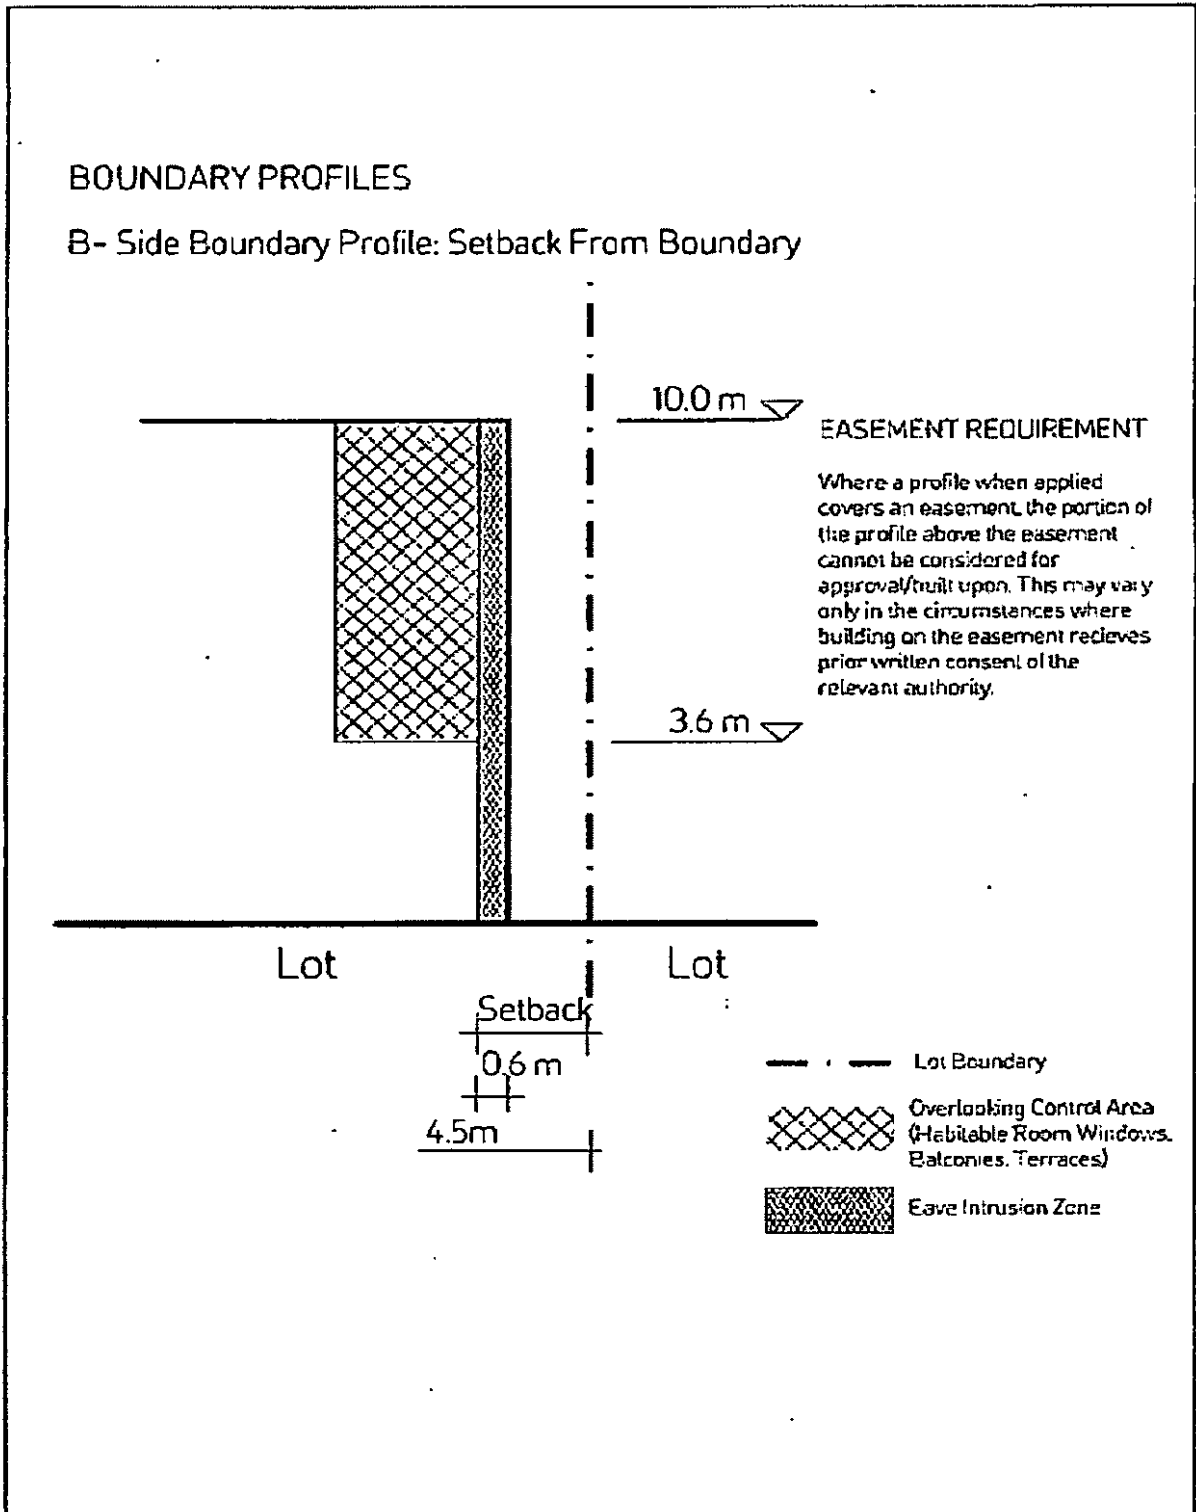 BOUNDARY PROFILES
B- Side Boundary Profile: Setback From Boundary
10.0 m
EASEMENT REQUIREMENT
Where a profile when applied
covers an easement, the portion of
the profile above the easement
cannot be considered for
approval/built upon. This may vary
only in the circumstances where
building on the easement recieves
prior written consent of the
relevant authority.
3.6 m
Lot
Lot
Setback
0.6 m
4.5m
Lot Boundary
Overlooking Control Area
(Habitable Room Windows,
Balconies, Terraces)
Eave Intrusion Zone